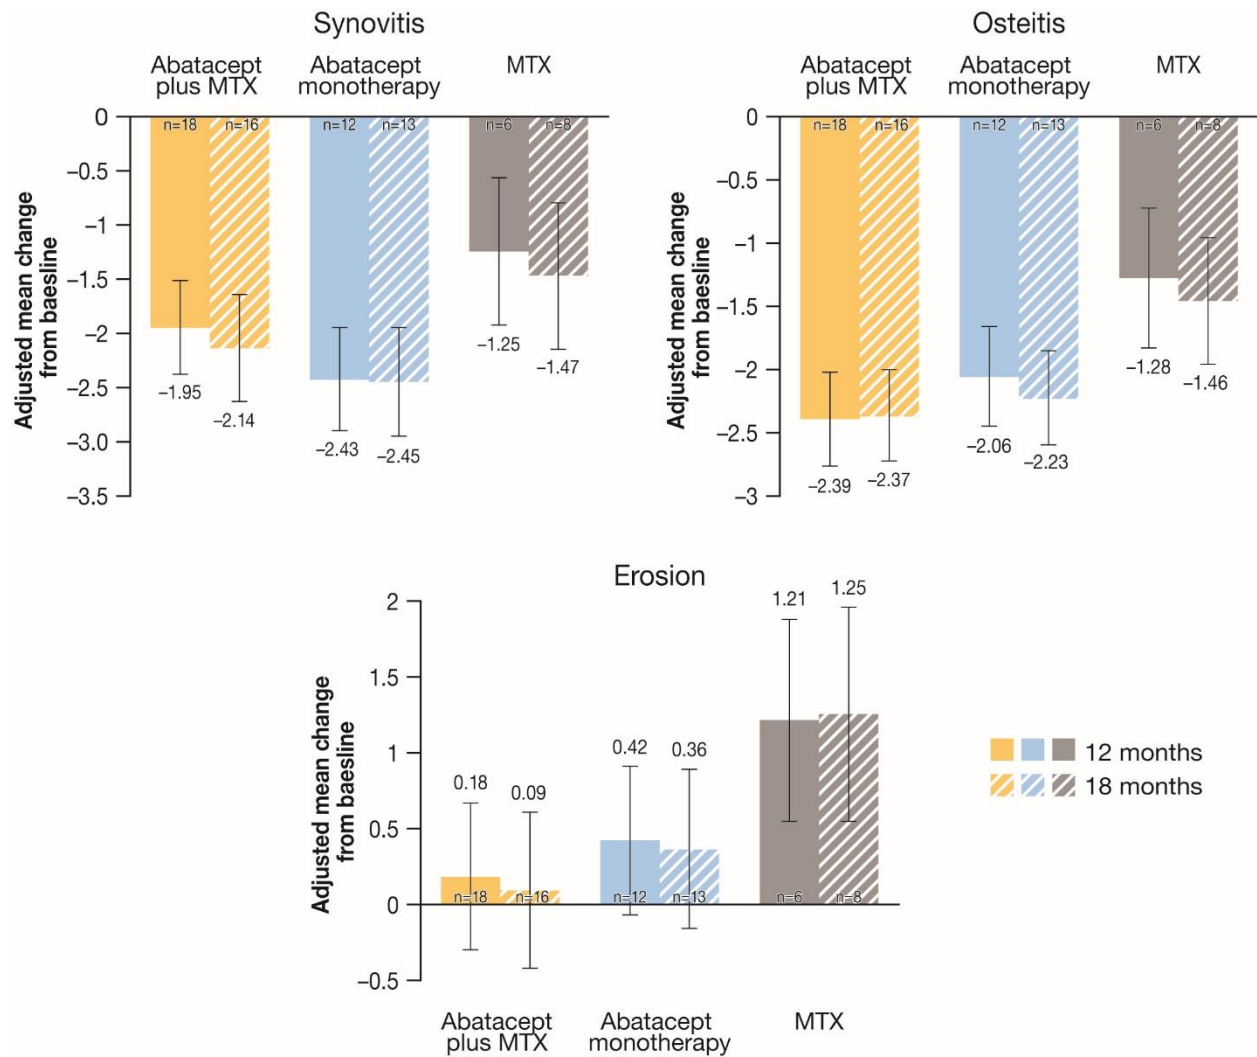 Synovitis
Abatacept
plus MTX
Abatacept
monotherapy
MTX
Adjusted mean change
from baesline
0
−0.5
−1
−1.5
−2
−2.5
−3
−3.5
n=18
n=16
n=12
n=13
n=6
n=8
−1.95
−2.14
−2.43
−2.45
−1.25
−1.47
Osteitis
Abatacept
plus MTX
Abatacept
monotherapy
MTX
Adjusted mean change
from baesline
0
−0.5
−1
−1.5
−2
−2.5
−3
n=18
n=16
n=12
n=13
n=6
n=8
−2.39
−2.37
−2.06
−2.23
−1.28
−1.46
Erosion
Adjusted mean change
from baesline
2
1.5
1
0.5
0
−0.5
0.18
0.09
0.42
0.36
1.21
1.25
n=18
n=16
n=12
n=13
n=6
n=8
Abatacept
plus MTX
Abatacept
monotherapy
MTX
12 months
18 months